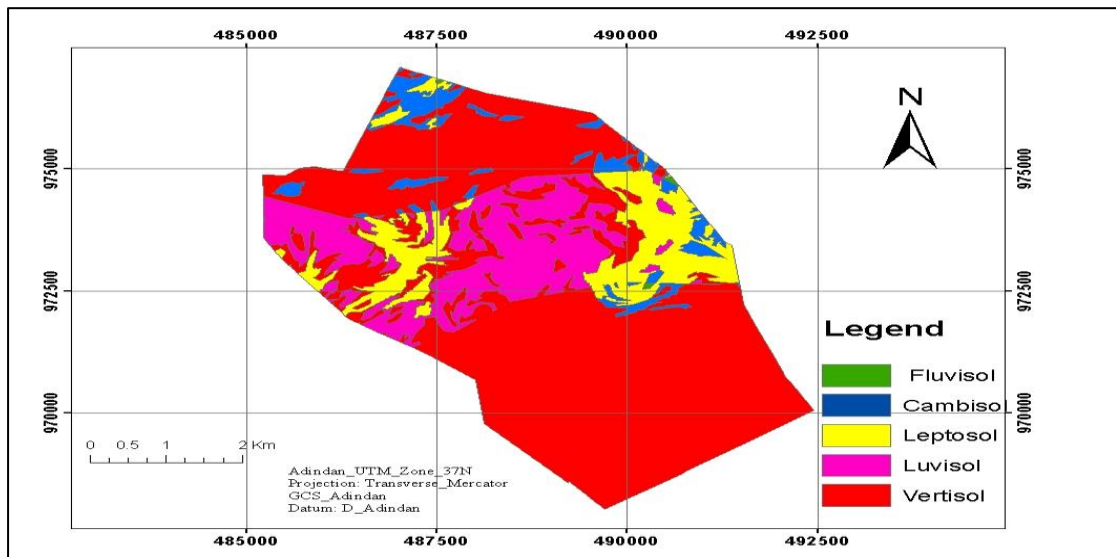 485000 487500 490000 492500
N
975000 975000
972500 972500
Legend
Fluvisol
Cambisol
970000 970000
Leptosol
0 0.5 1 2 Km
Luvisol
Adindan_UTM_Zone_37N
Projection: Transverse_Mercator
GCS_Adindan
Datum: D_Adindan
Vertisol
485000 487500 490000 492500